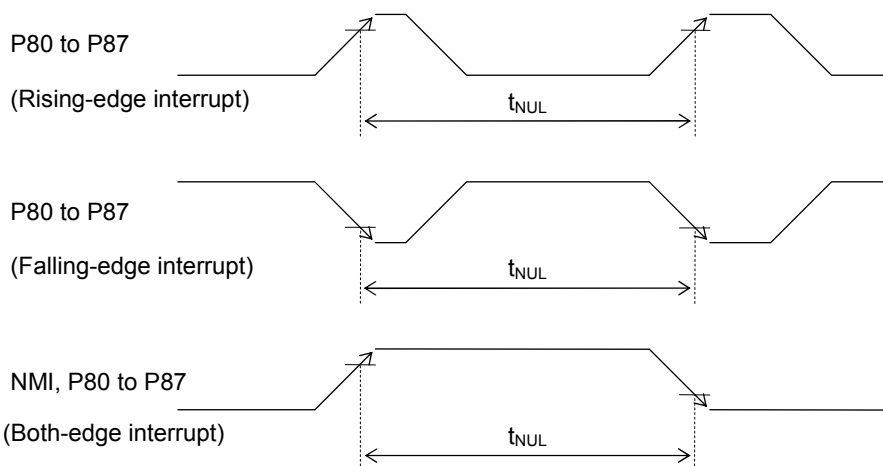 P80 to P87
(Rising-edge interrupt)
tNUL
P80 to P87
(Falling-edge interrupt)
tNUL
NMI, P80 to P87
(Both-edge interrupt)
tNUL